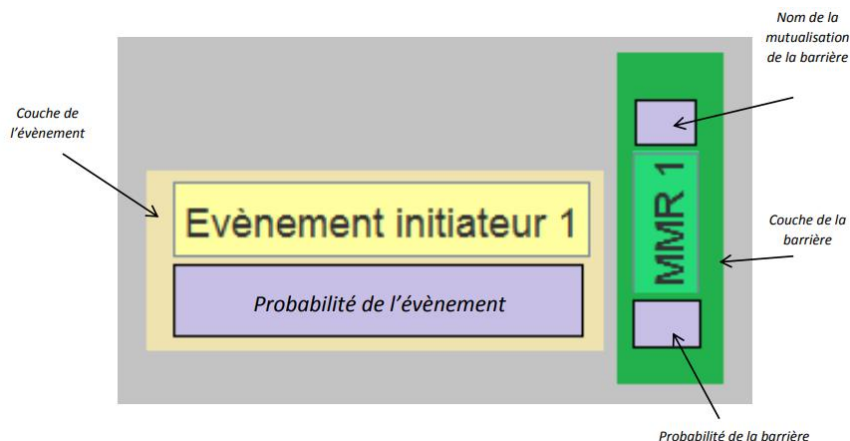 Nom de la
mutualisation
de la barrière
Couche de
l'évènement
Evènement initiateur 1
MMR 1
Couche de la
barrière
Probabilité de l'évènement
Probabilité de la barrière